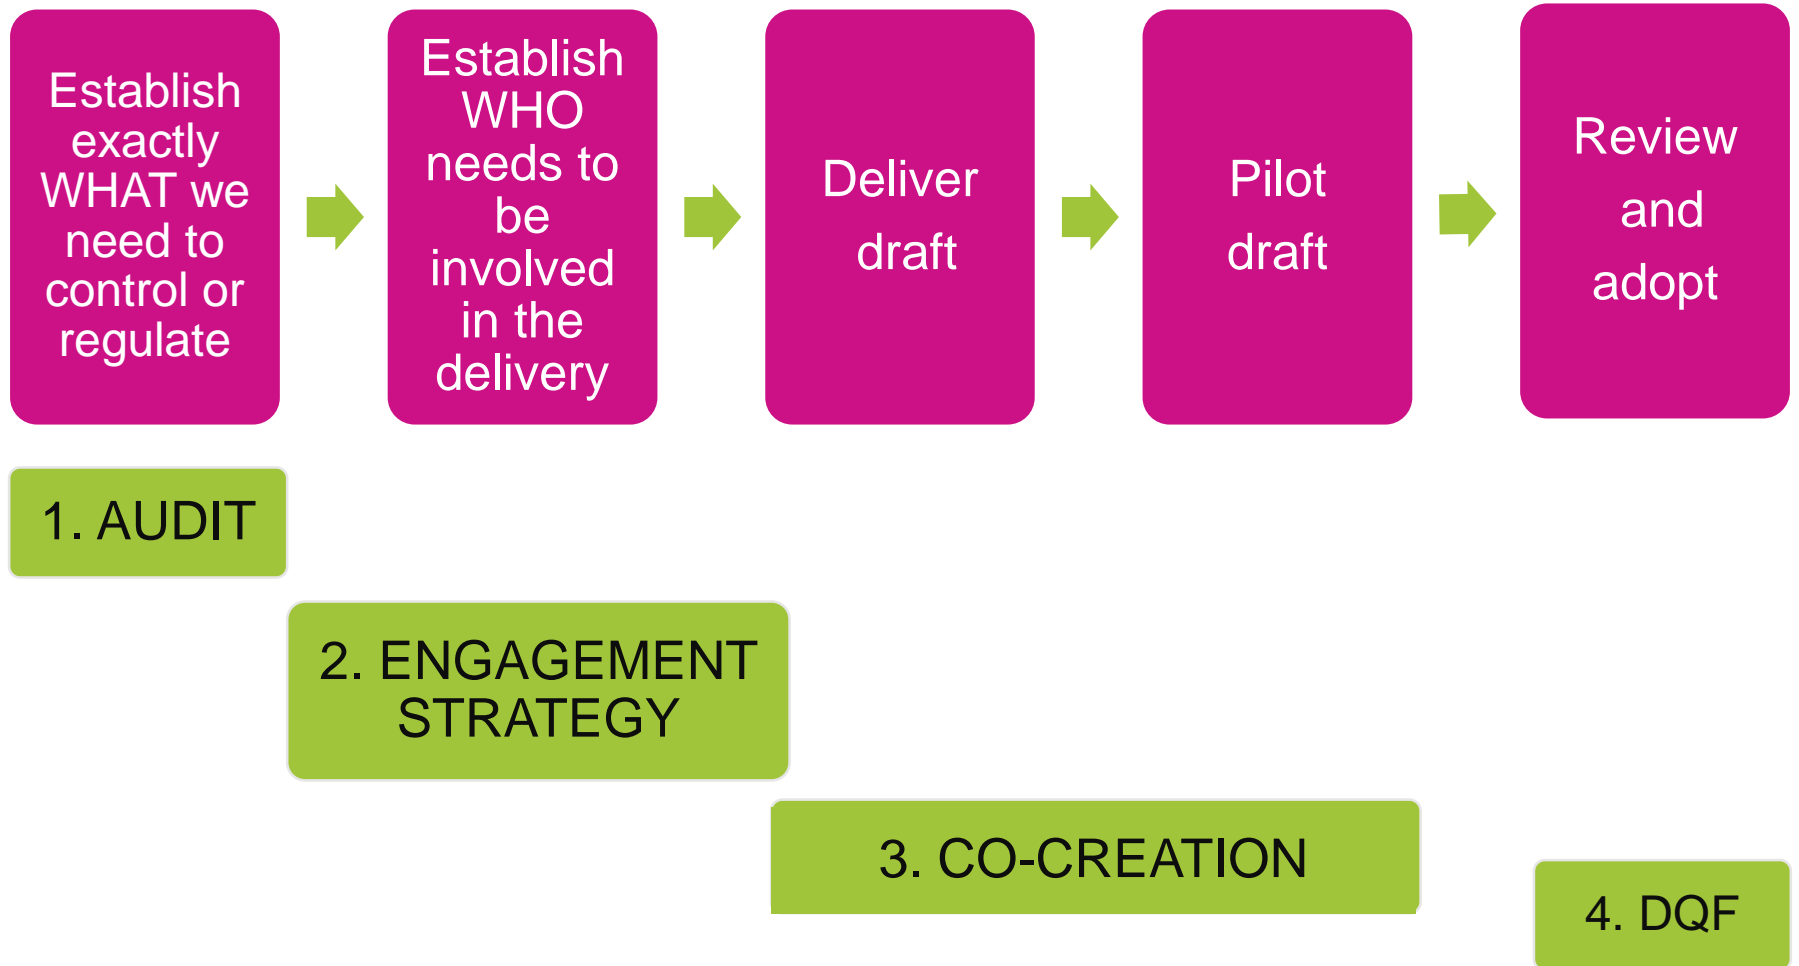 Establish
exactly
WHAT we
need to
control or
regulate
Establish
WHO
needs to
be
involved
in the
delivery
Deliver
draft
Pilot
draft
Review
and
adopt
1. AUDIT
2. ENGAGEMENT
STRATEGY
3. CO-CREATION
4. DQF